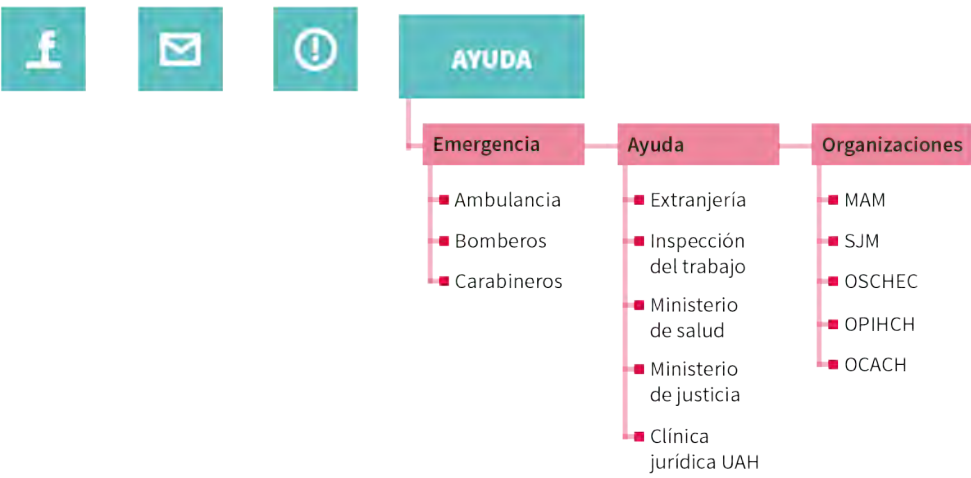 AYUDA
Emergencia
Ambulancia
Bomberos
Carabineros
Ayuda
Extranjería
Inspección
del trabajo
Ministerio
de salud
Ministerio
de justicia
Clínica
jurídica UAH
Organizaciones
MAM
SJM
OSCHEC
OPIHCH
OCACH